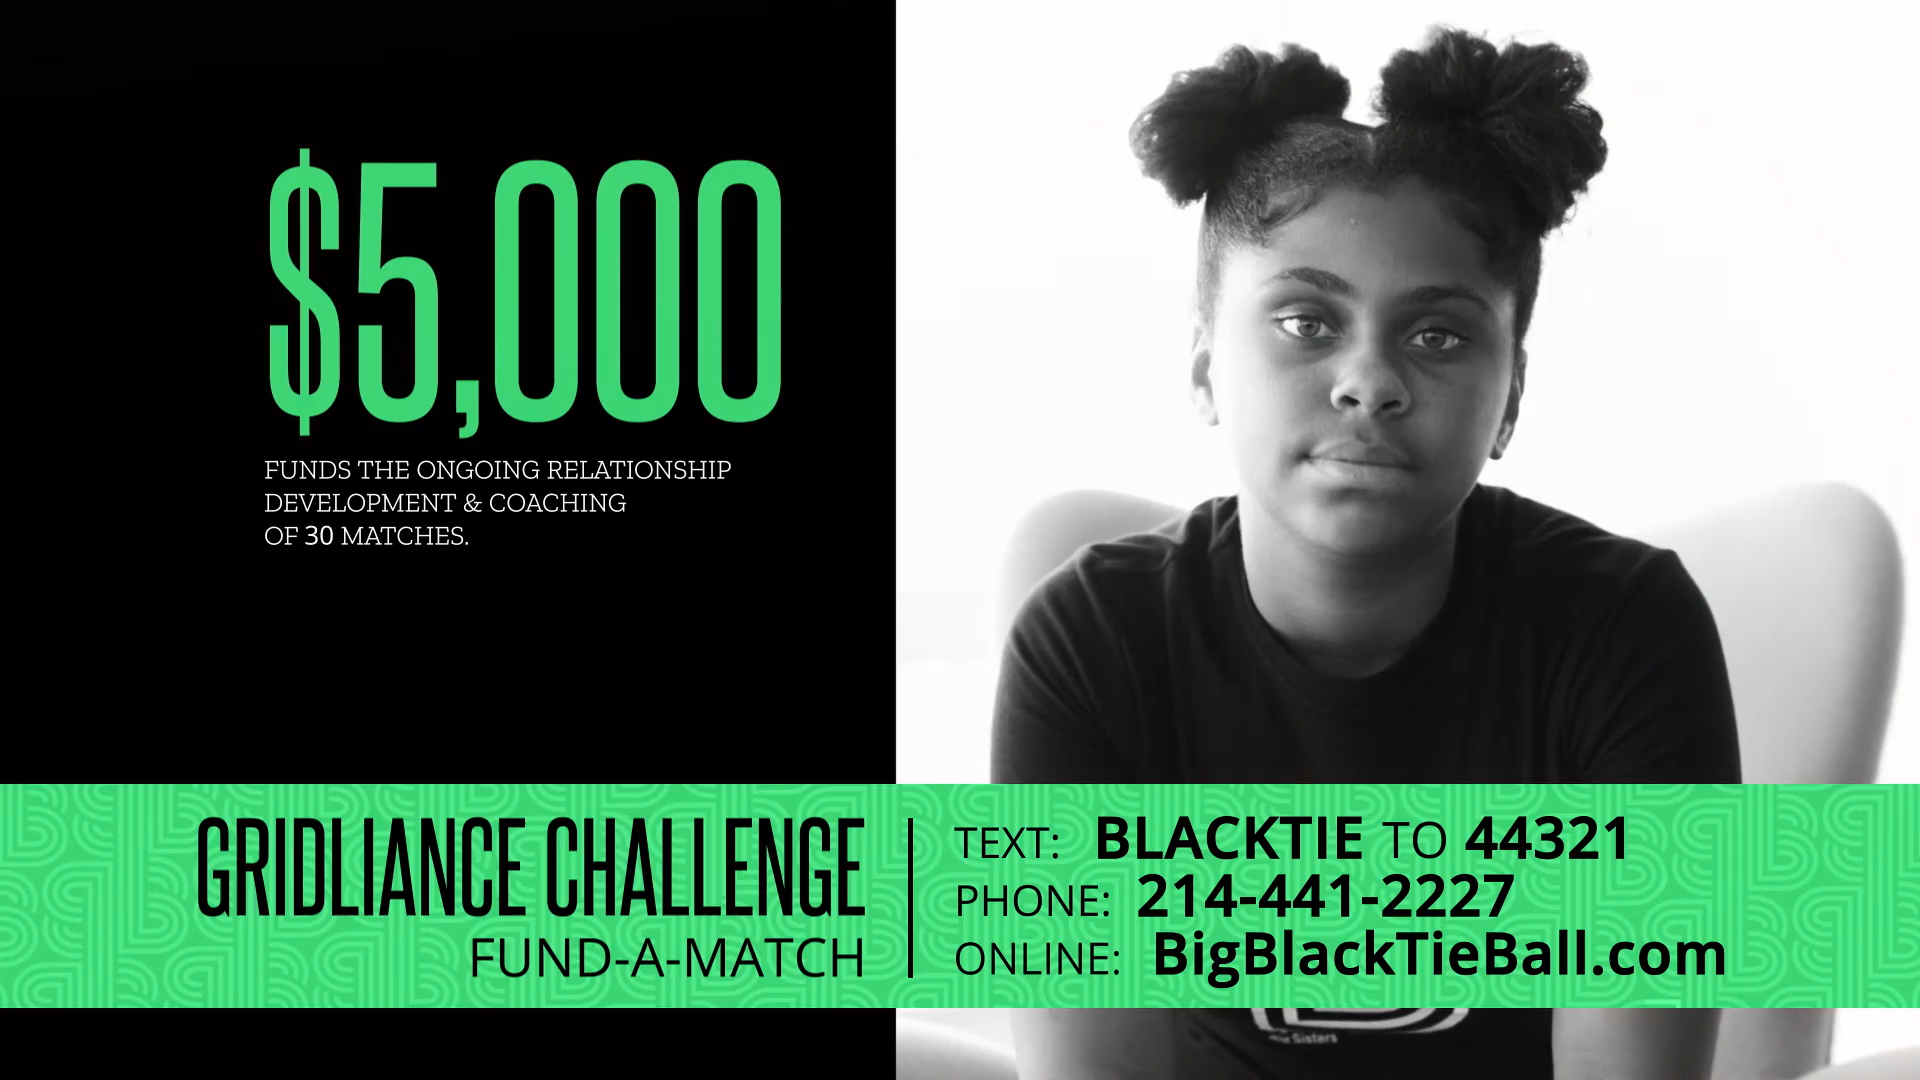 $5,000
FUNDS THE ONGOING RELATIONSHIP
DEVELOPMENT & COACHING
OF 30 MATCHES.
GRIDLIANCE CHALLENGE
FUND-A-MATCH
TEXT: BLACKTIE TO 44321
PHONE: 214-441-2227
ONLINE: BigBlackTieBall.com
Sisters